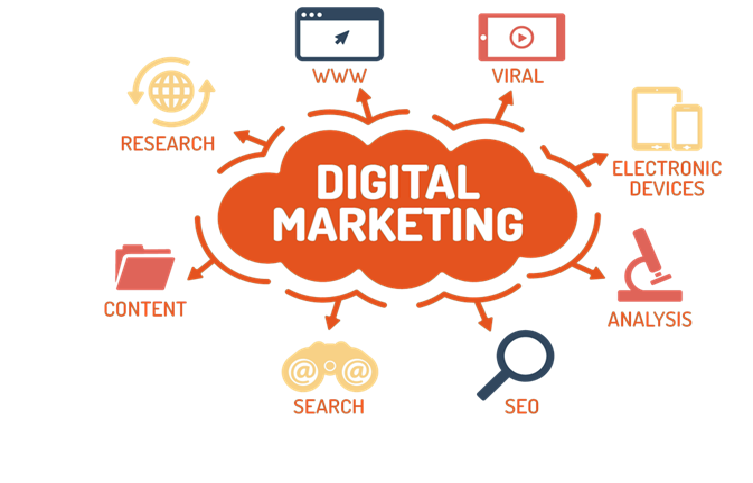 WWW
VIRAL
RESEARCH
ELECTRONIC
DEVICES
DIGITAL
MARKETING
CONTENT
ANALYSIS
@ @
SEARCH
SEO